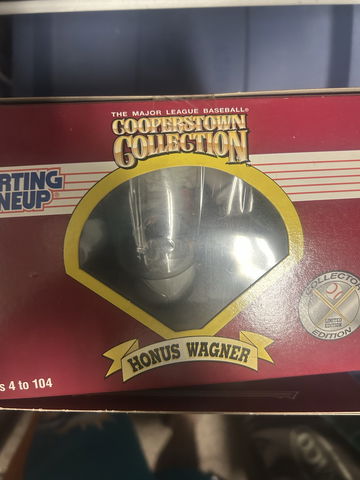 THE MAJOR LEAGUE BASEBALL®
COOPERSTOWN
COLLECTION
RTING
NEUP®
COLLECTOR
LIMITED
EDITION
EDITION
HONUS WAGNER
s 4 to 104